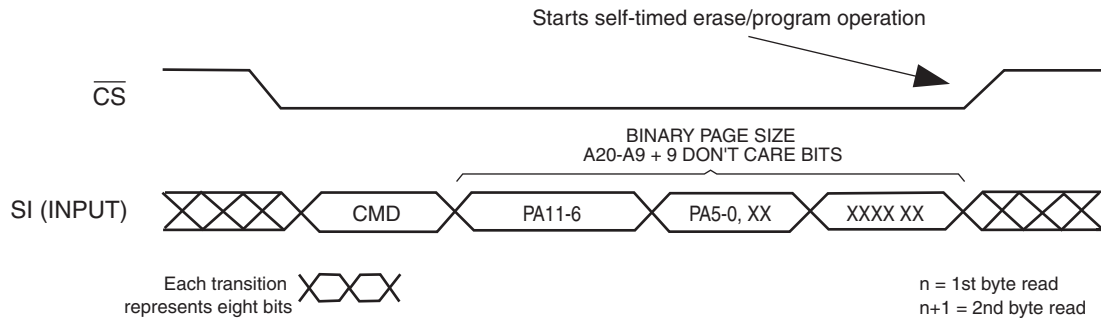 Starts self-timed erase/program operation
CS
BINARY PAGE SIZE
A20-A9 + 9 DON'T CARE BITS
SI (INPUT)
CMD
PA11-6
PA5-0, XX
XXXX XX
Each transition
represents eight bits
n = 1st byte read
n+1 = 2nd byte read